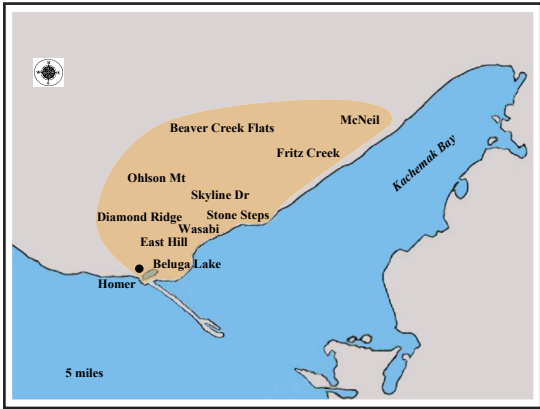 Beaver Creek Flats
McNeil
Fritz Creek
Kachemak Bay
Ohlson Mt
Skyline Dr
Diamond Ridge
Stone Steps
Wasabi
East Hill
Beluga Lake
Homer
5 miles